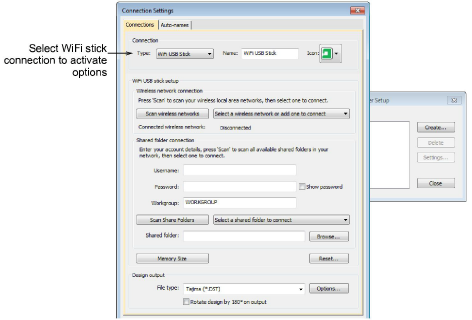 Connection Settings
Connections Auto-names
Connection
Type: WiFi USB Stick Name: WiFi USB Stick Icon:
Select WiFi stick
connection to activate
options
WiFi USB stick setup
Wireless network connection
Press 'Scan' to scan your wireless local area networks, then select one to connect.
Scan wireless networks Select a wireless network or add one to connect
Connected wireless network: Disconnected
Shared folder connection
Enter your account details, press 'Scan' to scan all available shared folders in your
network, then select one to connect.
Username:
Password: Show password
Workgroup: WORKGROUP
Scan Share Folders Select a shared folder to connect
Shared folder: Browse...
Memory Size Reset...
Design output
File type: Tajima (*.DST) Options...
Rotate design by 180° on output
er Setup
Create...
Delete
Settings...
Close